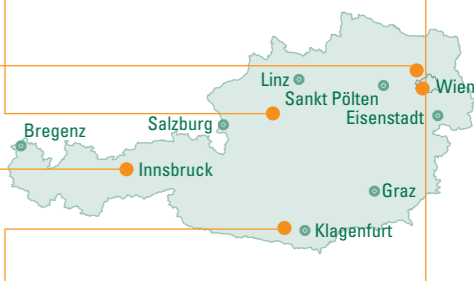 Linz
Wien
Sankt Pölten
Eisenstadt
Salzburg
Bregenz
Innsbruck
Graz
Klagenfurt